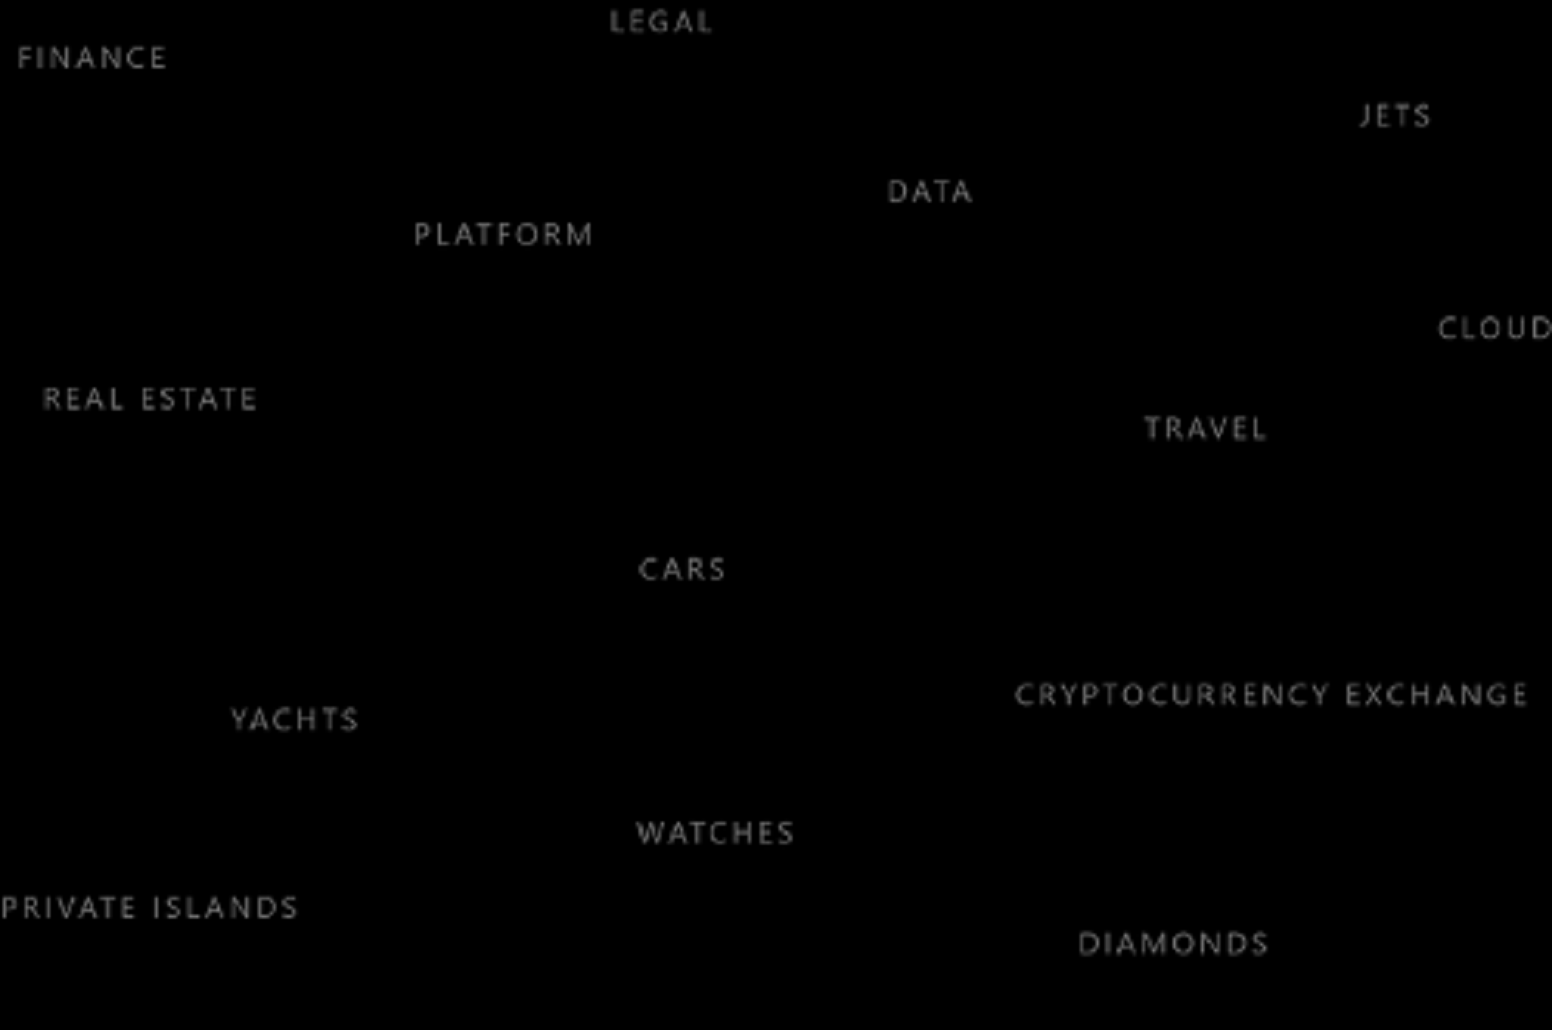 LEGAL
FINANCE
JETS
DATA
PLATFORM
CLOUD
REAL ESTATE
TRAVEL
CARS
CRYPTOCURRENCY EXCHANGE
YACHTS
WATCHES
PRIVATE ISLANDS
DIAMONDS